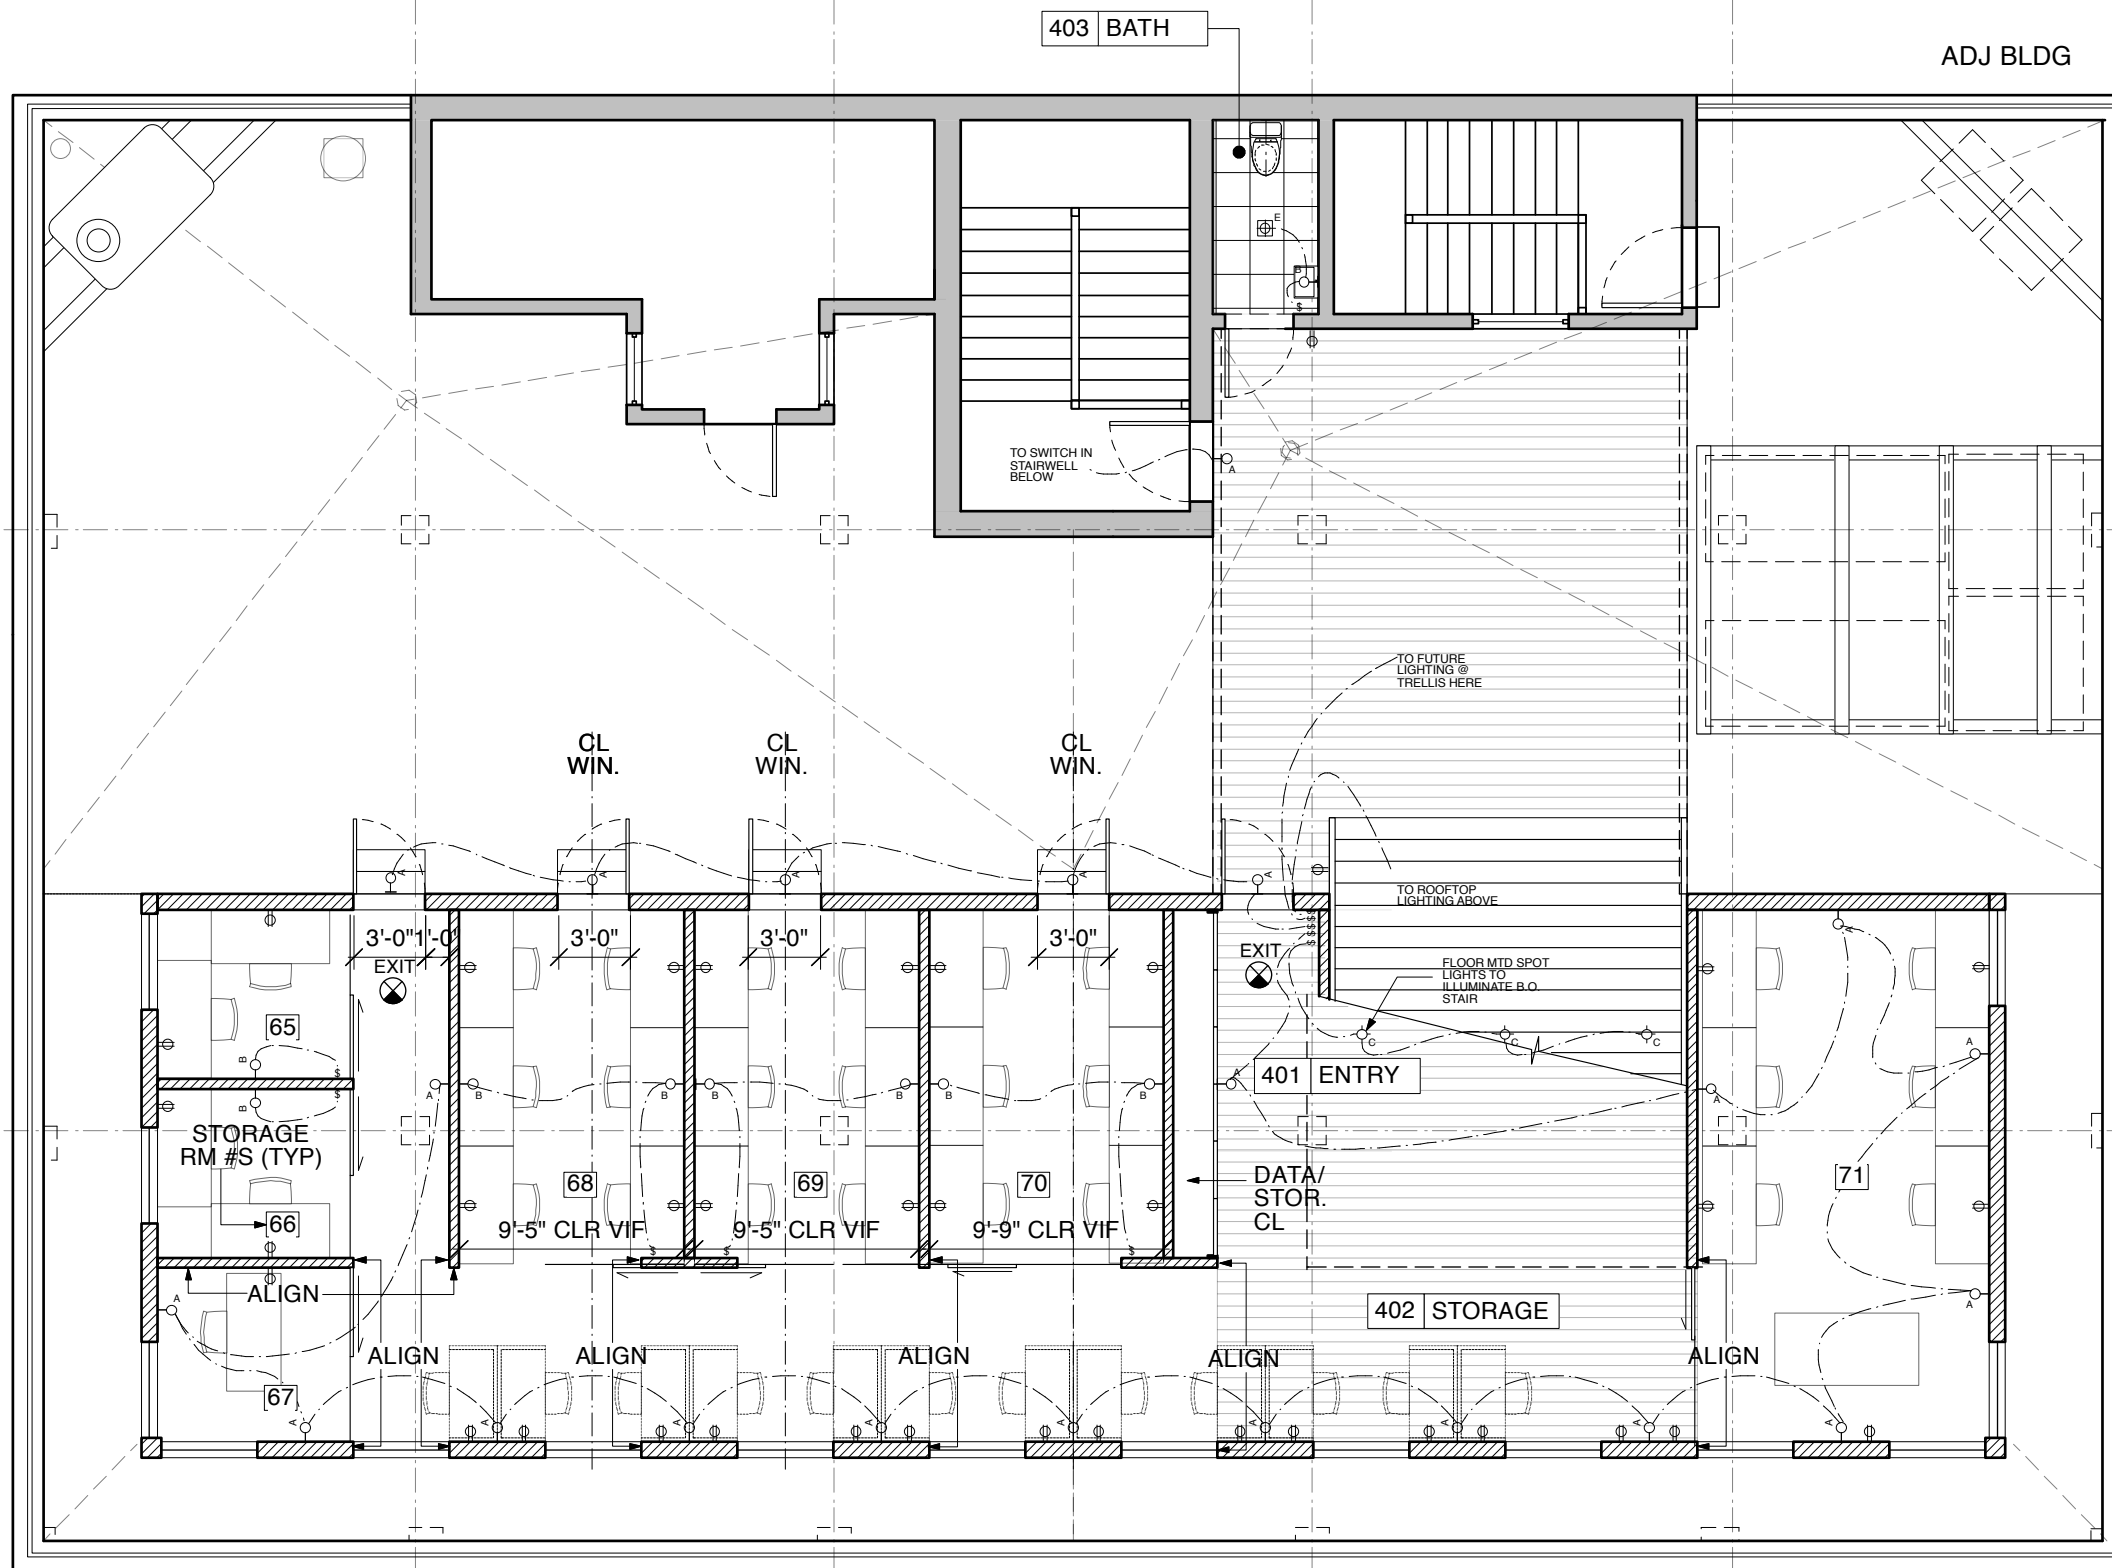 403 BATH
ADJ BLDG
E
B
$
TO SWITCH IN
STAIRWELL
BELOW
A
TO FUTURE
LIGHTING @
TRELLIS HERE
CL
WIN.
CL
WIN.
CL
WIN.
A
A
A
A
A
TO ROOFTOP
LIGHTING ABOVE
3'-0"
1'-0"
3'-0"
3'-0"
3'-0"
EXIT
EXIT
$$$$$
A
FLOOR MTD SPOT
LIGHTS TO
ILLUMINATE B.O.
STAIR
65
B
$
C
C
C
A
401 ENTRY
A
B
$
A
B
B
B
B
B
B
A
STORAGE
RM #S (TYP)
68
69
70
DATA/
STOR.
CL
71
66
9'-5" CLR VIF
9'-5" CLR VIF
9'-9" CLR VIF
$
$
$
ALIGN
A
402 STORAGE
A
ALIGN
ALIGN
ALIGN
ALIGN
ALIGN
67
A
A
A
A
A
A
A
A
A